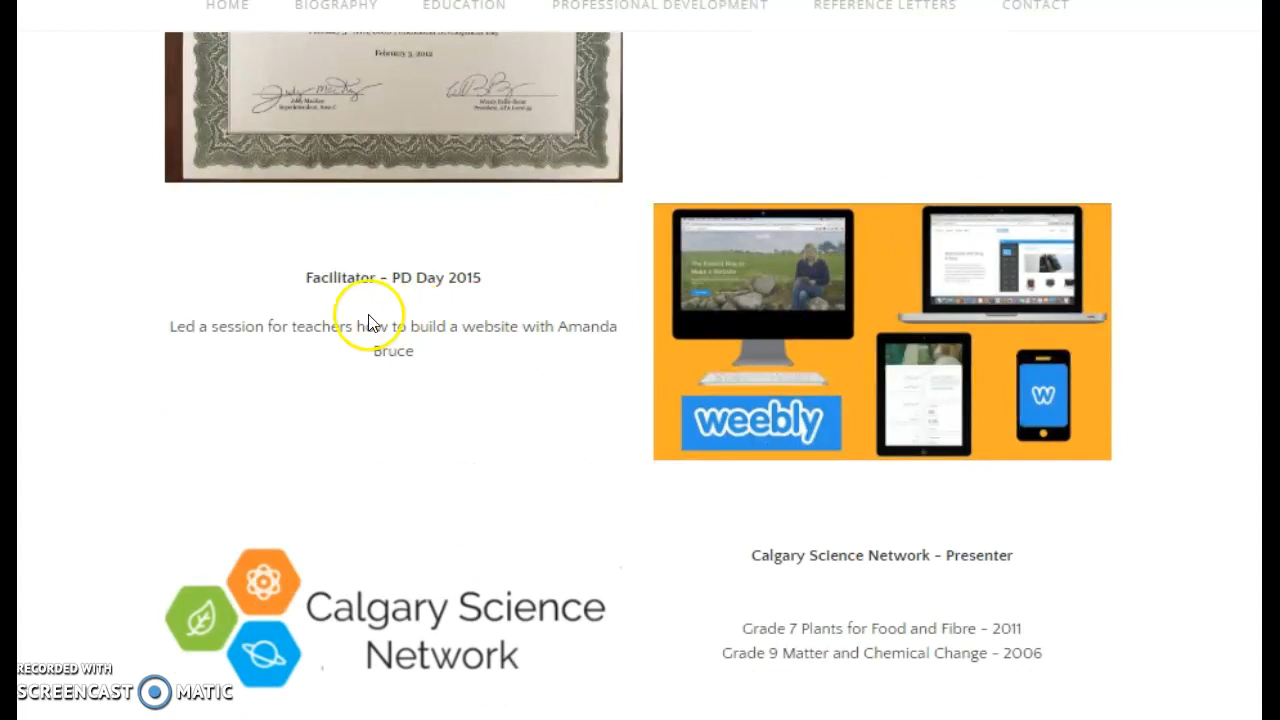 HOME BIOGRAPHY EDUCATION PROFESSIONAL DEVELOPMENT REFERENCE LETTERS CONTACT
February 3, 2012
Facilitator - PD Day 2015
Led a session for teachers how to build a website with Amanda
Bruce
weebly
w
Calgary Science
Network
Calgary Science Network - Presenter
Grade 7 Plants for Food and Fibre - 2011
Grade 9 Matter and Chemical Change - 2006
RECORDED WITH
SCREENCAST MATIC